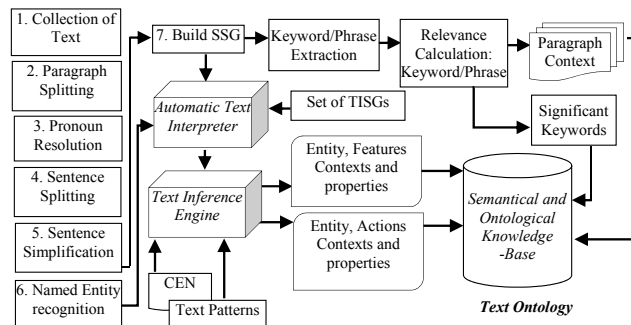 1. Collection of
Text
2. Paragraph
Splitting
3. Pronoun
Resolution
4. Sentence
Splitting
5. Sentence
Simplification
6. Named Entity
recognition
7. Build SSG
Keyword/Phrase
Extraction
Relevance
Calculation:
Keyword/Phrase
Paragraph
Context
Automatic Text
Interpreter
Set of TISGs
Significant
Keywords
Text Inference
Engine
Entity, Features
Contexts and
properties
Entity, Actions
Contexts and
properties
Semantical and
Ontological
Knowledge
-Base
CEN
Text Patterns
Text Ontology